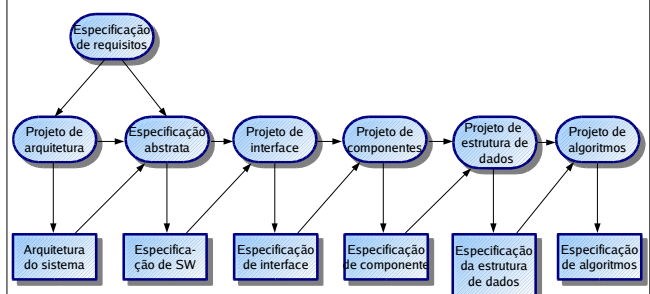 Especificação
de requisitos
Projeto de
arquitetura
Especificação
abstrata
Projeto de
interface
Projeto de
componentes
Projeto de
estrutura de
dados
Projeto de
algoritmos
Arquitetura
do sistema
Especifica-
ção de SW
Especificação
de interface
Especificação
de componente
Especificação
da estrutura
de dados
Especificação
de algoritmos